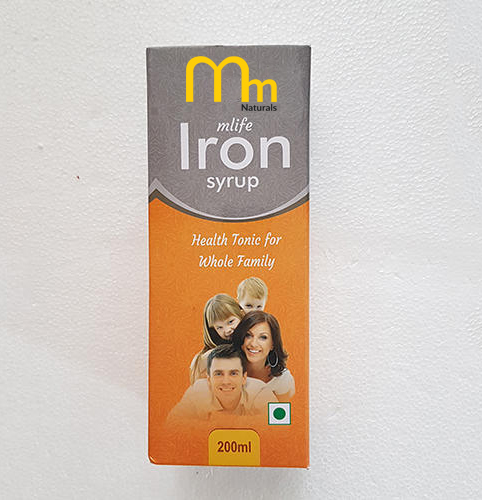 Mm
Naturals
mlife
Iron
syrup
Health Tonic for
Whole Family
200ml